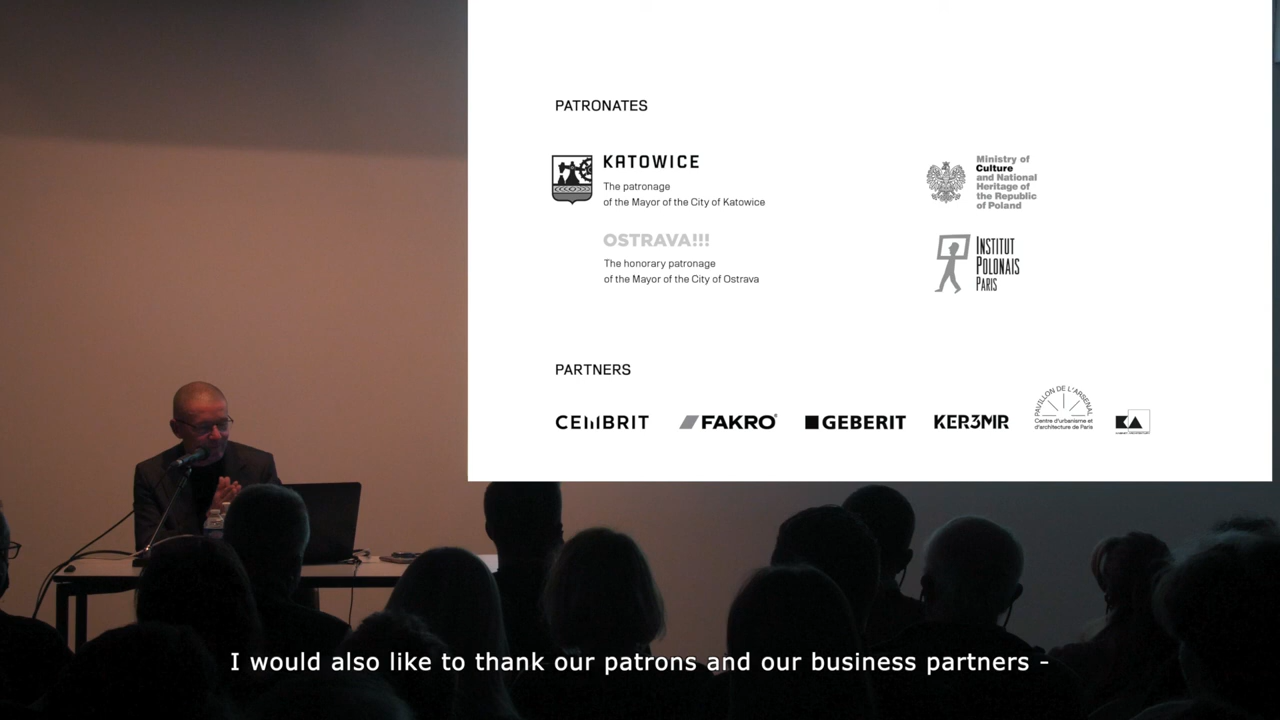 PATRONATES
KATOWICE
The patronage
of the Mayor of the City of Katowice
OSTRAVA!!!
The honorary patronage
of the Mayor of the City of Ostrava
Ministry of
Culture
and National
Heritage of
the Republic
of Poland
INSTITUT
POLONAIS
PARIS
PARTNERS
CEMBRIT
FAKRO®
GEBERIT
KER3MR
PAVILLON DE L'ARSENAL
Centre d'urbanisme et
d'architecture de Paris
KA
I would also like to thank our patrons and our business partners -